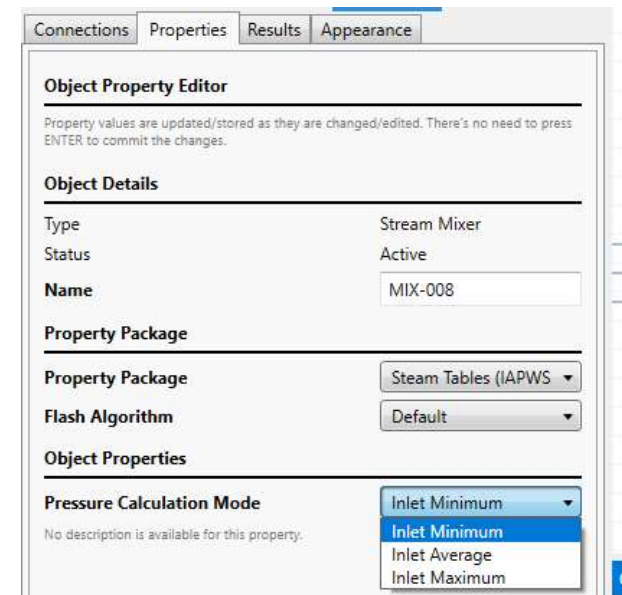 Connections Properties Results Appearance
Object Property Editor
Property values are updated/stored as they are changed/edited. There's no need to press
ENTER to commit the changes.
Object Details
Type Stream Mixer
Status Active
Name MIX-008
Property Package
Property Package Steam Tables (IAPWS
Flash Algorithm Default
Object Properties
Pressure Calculation Mode Inlet Minimum
No description is available for this property.
Inlet Minimum
Inlet Average
Inlet Maximum